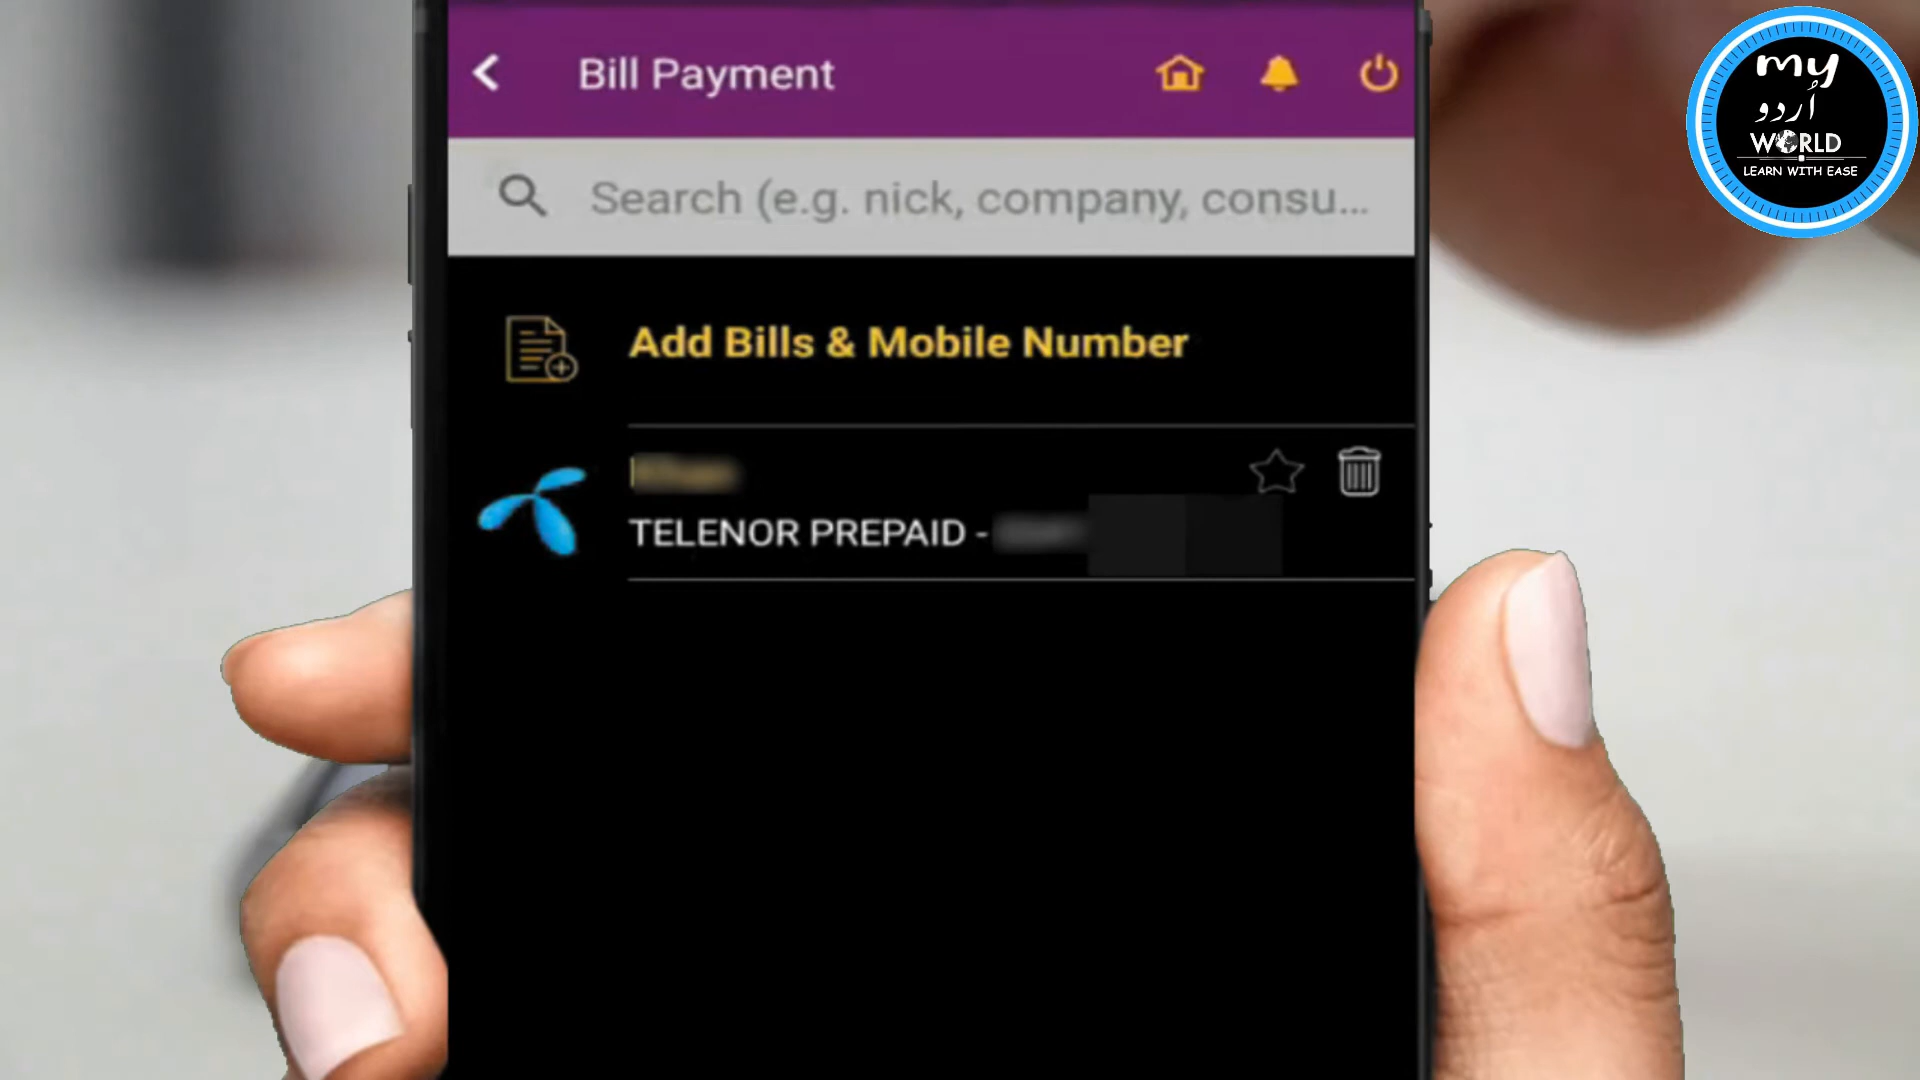 Bill Payment
Search (e.g. nick, company, consu...
Add Bills & Mobile Number
TELENOR PREPAID -
my
اُردو
WORLD
LEARN WITH EASE